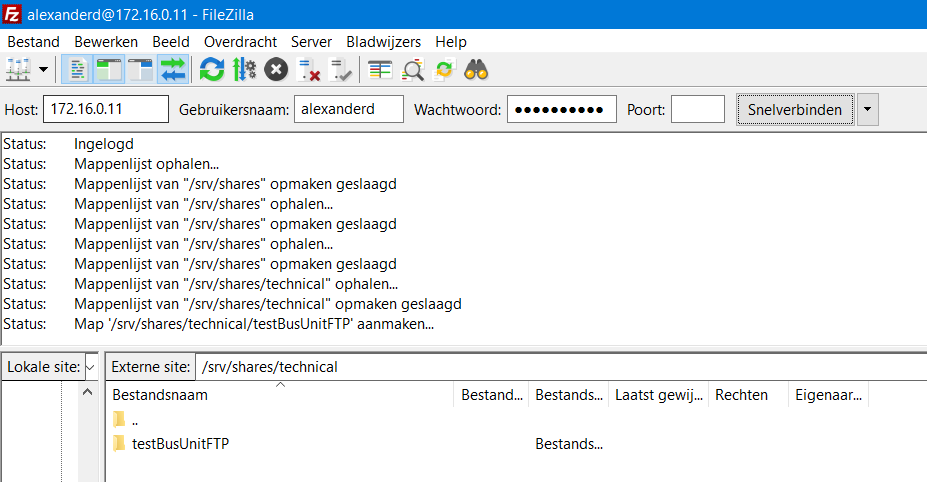 alexanderd@172.16.0.11 - FileZilla
Bestand Bewerken Beeld Overdracht Server Bladwijzers Help
Host: 172.16.0.11 Gebruikersnaam: alexanderd Wachtwoord: ●●●●●●●●●● Poort: Snelverbinden
Status: Ingelogd
Status: Mappenlijst ophalen...
Status: Mappenlijst van "/srv/shares" opmaken geslaagd
Status: Mappenlijst van "/srv/shares" ophalen...
Status: Mappenlijst van "/srv/shares" opmaken geslaagd
Status: Mappenlijst van "/srv/shares" ophalen...
Status: Mappenlijst van "/srv/shares" opmaken geslaagd
Status: Mappenlijst van "/srv/shares/technical" ophalen...
Status: Mappenlijst van "/srv/shares/technical" opmaken geslaagd
Status: Map '/srv/shares/technical/testBusUnitFTP' aanmaken...
Lokale site: Externe site: /srv/shares/technical
Bestandsnaam Bestand... Bestands... Laatst gewij... Rechten Eigenaar...
..
testBusUnitFTP Bestands...